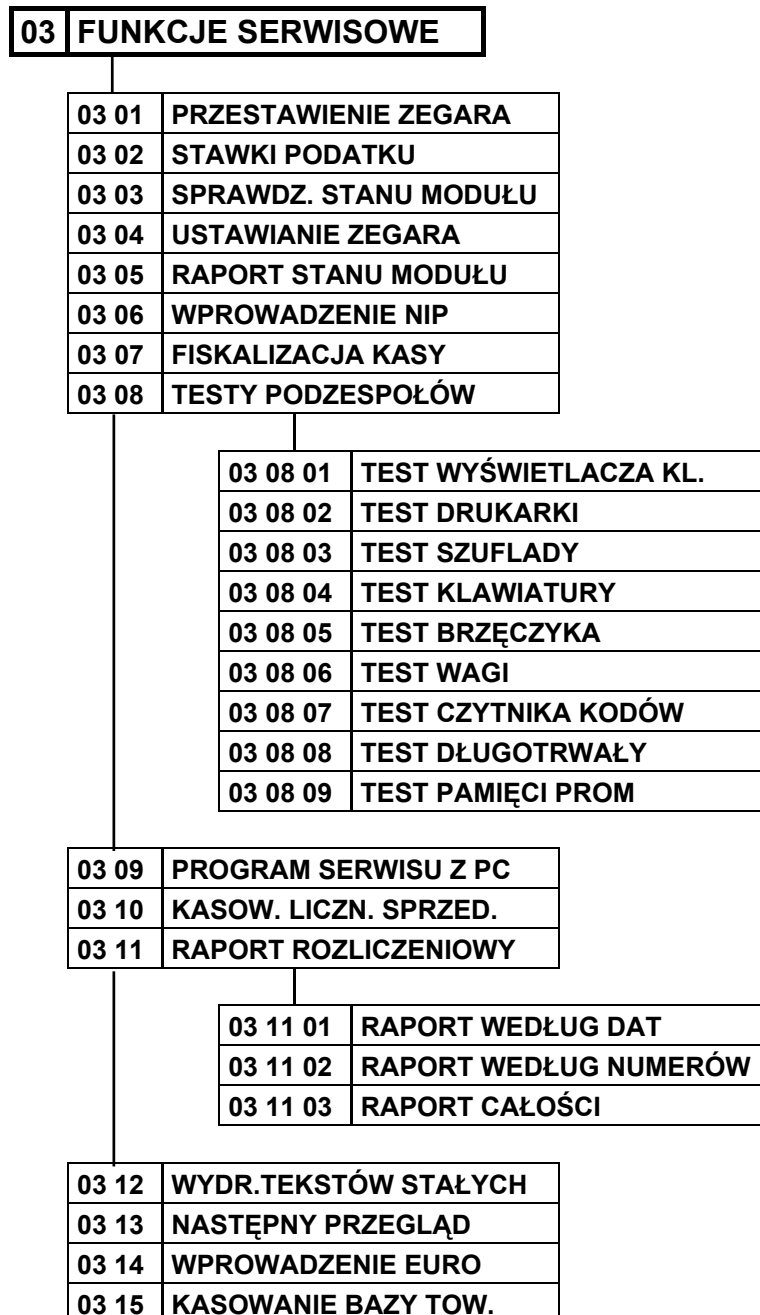 03 FUNKCJE SERWISOWE
03 01 PRZESTAWIENIE ZEGARA
03 02 STAWKI PODATKU
03 03 SPRAWDZ. STANU MODUŁU
03 04 USTAWIANIE ZEGARA
03 05 RAPORT STANU MODUŁU
03 06 WPROWADZENIE NIP
03 07 FISKALIZACJA KASY
03 08 TESTY PODZESPOŁÓW
03 08 01 TEST WYŚWIETLACZA KL.
03 08 02 TEST DRUKARKI
03 08 03 TEST SZUFLADY
03 08 04 TEST KLAWIATURY
03 08 05 TEST BRZĘCZYKA
03 08 06 TEST WAGI
03 08 07 TEST CZYTNIKA KODÓW
03 08 08 TEST DŁUGOTRWAŁY
03 08 09 TEST PAMIĘCI PROM
03 09 PROGRAM SERWISU Z PC
03 10 KASOW. LICZN. SPRZED.
03 11 RAPORT ROZLICZENIOWY
03 11 01 RAPORT WEDŁUG DAT
03 11 02 RAPORT WEDŁUG NUMERÓW
03 11 03 RAPORT CAŁOŚCI
03 12 WYDR.TEKSTÓW STAŁYCH
03 13 NASTĘPNY PRZEGLĄD
03 14 WPROWADZENIE EURO
03 15 KASOWANIE BAZY TOW.